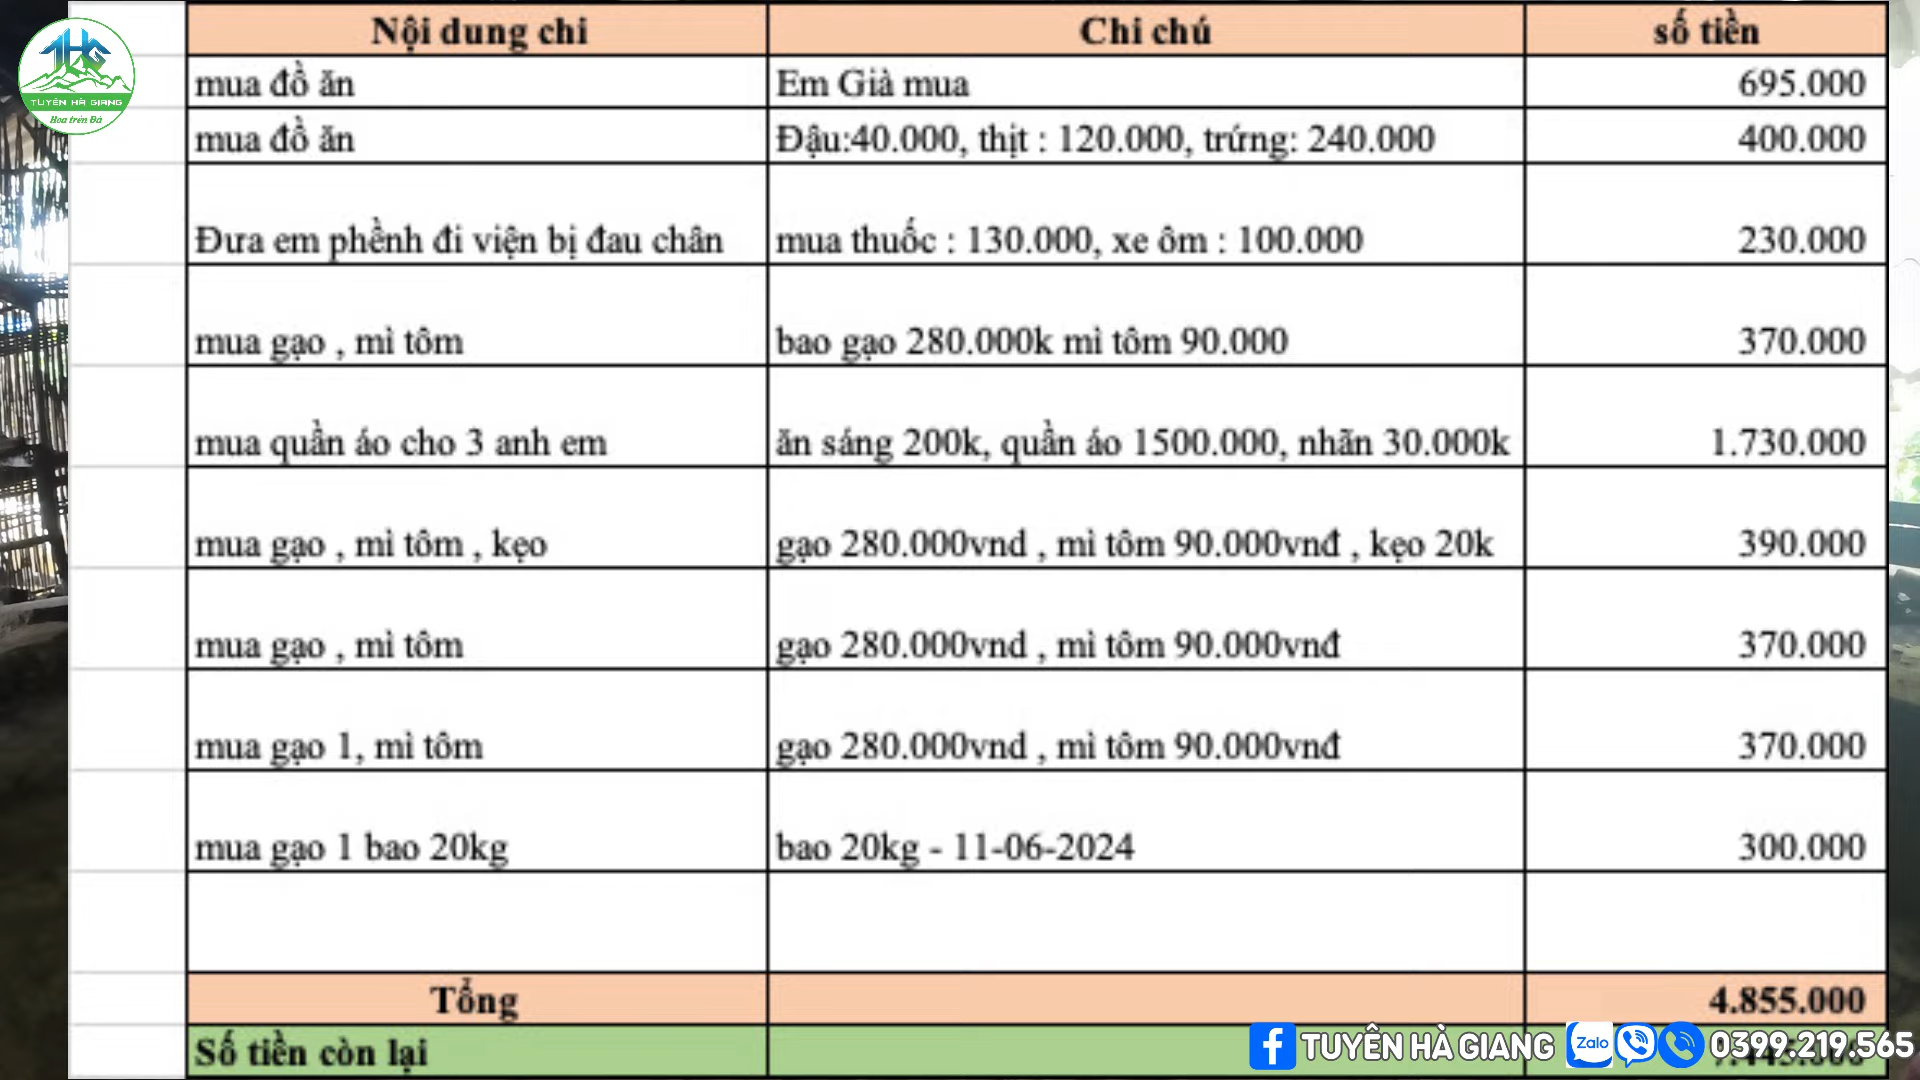 THG
TUYÊN HÀ GIANG
Hoa trên Đá
Nội dung chi Chi chú số tiền
mua đồ ăn Em Già mua 695.000
mua đồ ăn Đậu:40.000, thịt : 120.000, trứng: 240.000 400.000
Đưa em phềnh đi viện bị đau chân mua thuốc : 130.000, xe ôm : 100.000 230.000
mua gạo , mì tôm bao gạo 280.000k mì tôm 90.000 370.000
mua quần áo cho 3 anh em ăn sáng 200k, quần áo 1500.000, nhãn 30.000k 1.730.000
mua gạo , mì tôm , kẹo gạo 280.000vnd , mì tôm 90.000vnđ , kẹo 20k 390.000
mua gạo , mì tôm gạo 280.000vnd , mì tôm 90.000vnđ 370.000
mua gạo 1, mì tôm gạo 280.000vnd , mì tôm 90.000vnđ 370.000
mua gạo 1 bao 20kg bao 20kg - 11-06-2024 300.000
Tổng 4.855.000
Số tiền còn lại
f TUYÊN HÀ GIANG Zalo 0399.219.565